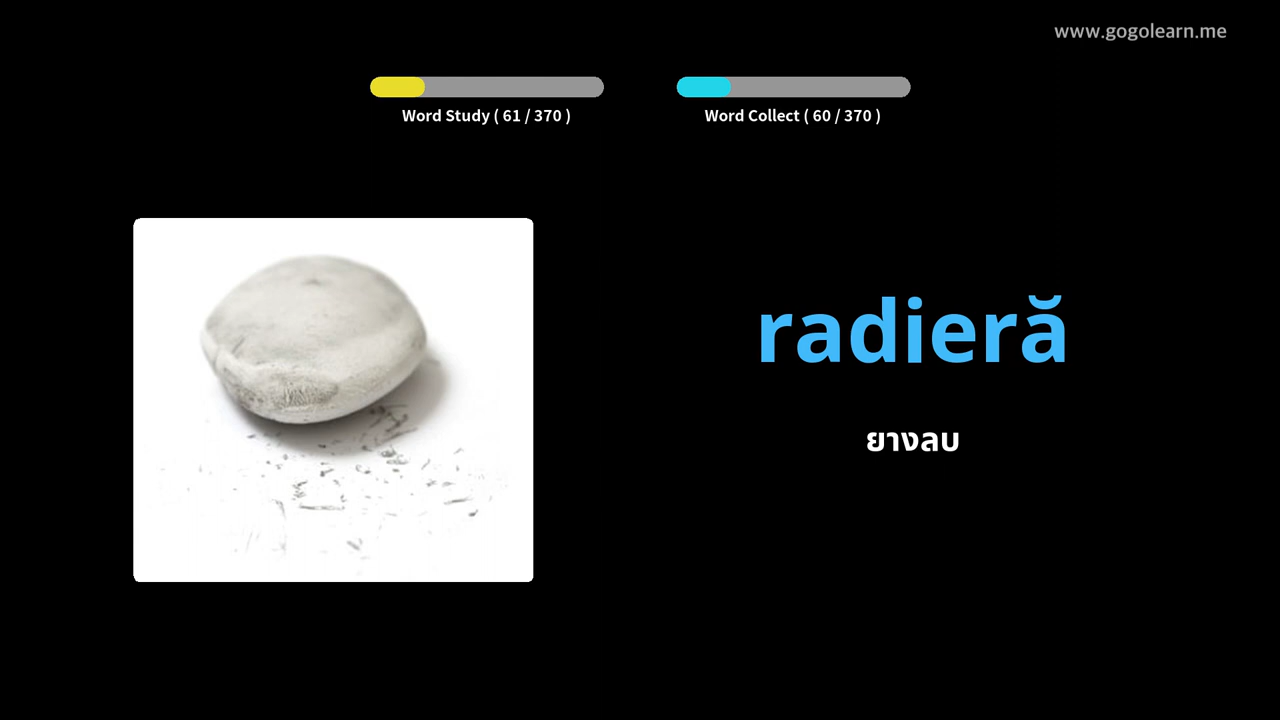 www.gogolearn.me
Word Study ( 61 / 370 )
Word Collect ( 60 / 370 )
radieră
ยางลบ